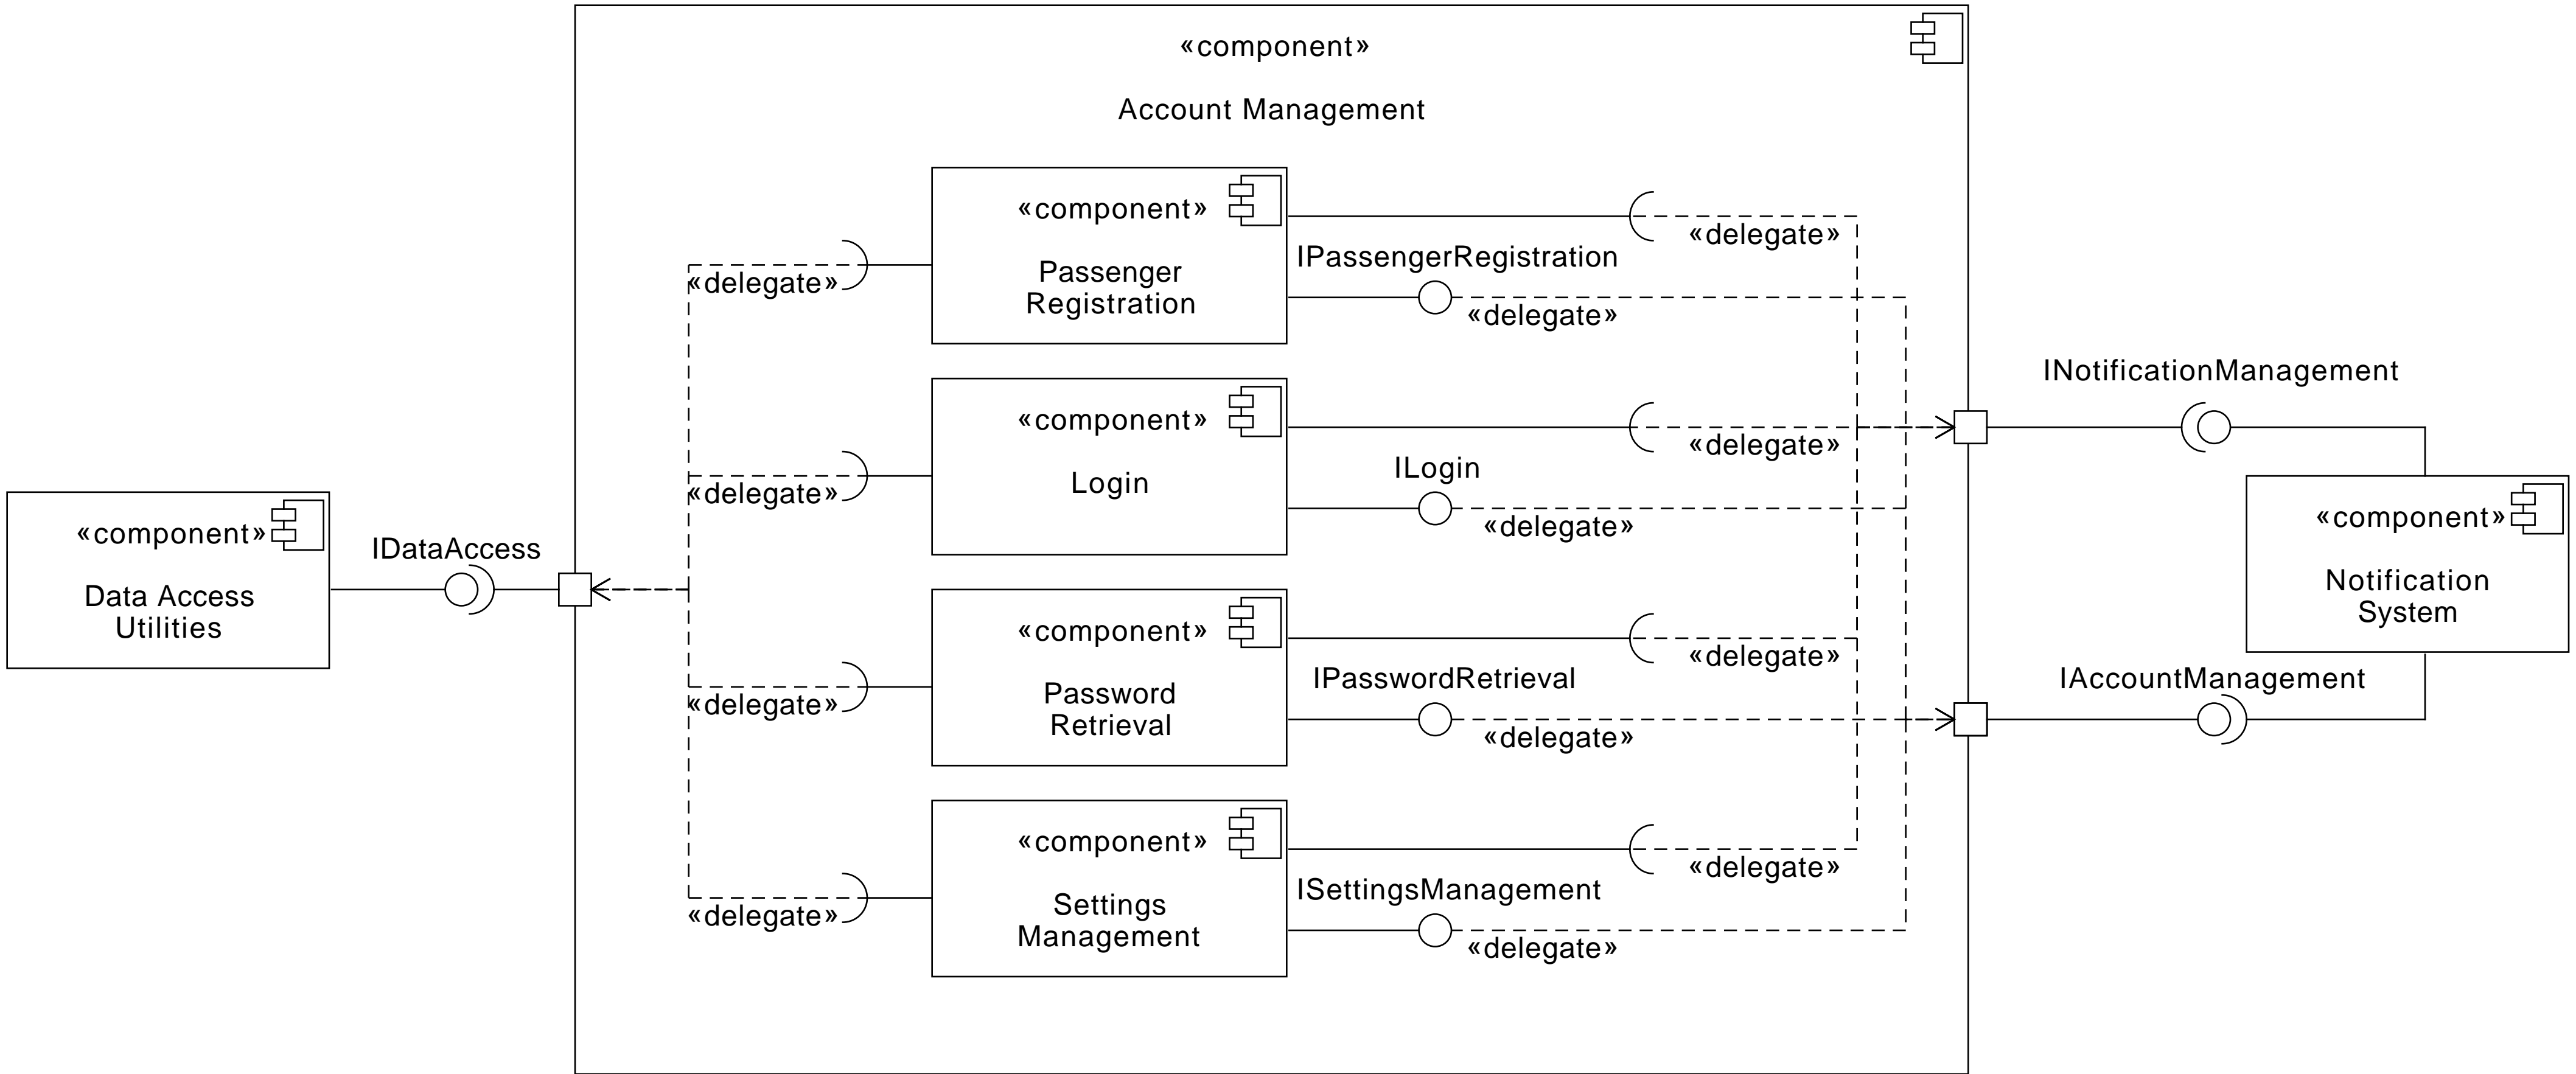 «component»
Account Management
«component»
Passenger
Registration
«delegate»
«delegate»
IPassengerRegistration
«delegate»
«component»
Login
«delegate»
«delegate»
ILogin
«delegate»
«component»
Data Access
Utilities
IDataAccess
«component»
Password
Retrieval
«delegate»
«delegate»
IPasswordRetrieval
«delegate»
«component»
Settings
Management
«delegate»
«delegate»
ISettingsManagement
«delegate»
INotificationManagement
«component»
Notification
System
IAccountManagement